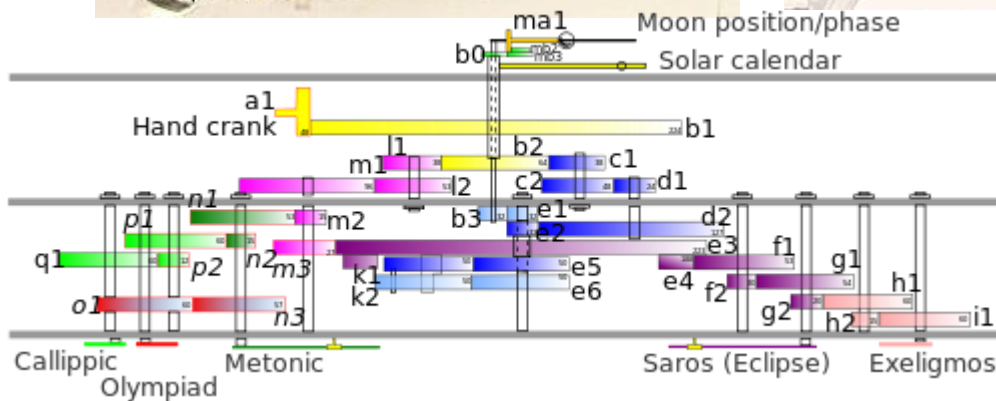 ma1 Moon position/phase
b0 mb2
mb3
Solar calendar
a1
Hand crank
b1
l1 b2
m1 c1
l2 c2 d1
n1
p1 m2 b3 e1 d2
e2
q1 p2 n2 m3 e3 f1
k1 e5 e4 g1
k2 e6 f2 h1
o1 n3 g2 h2 i1
Callippic Metonic Saros (Eclipse) Exeligmos
Olympiad